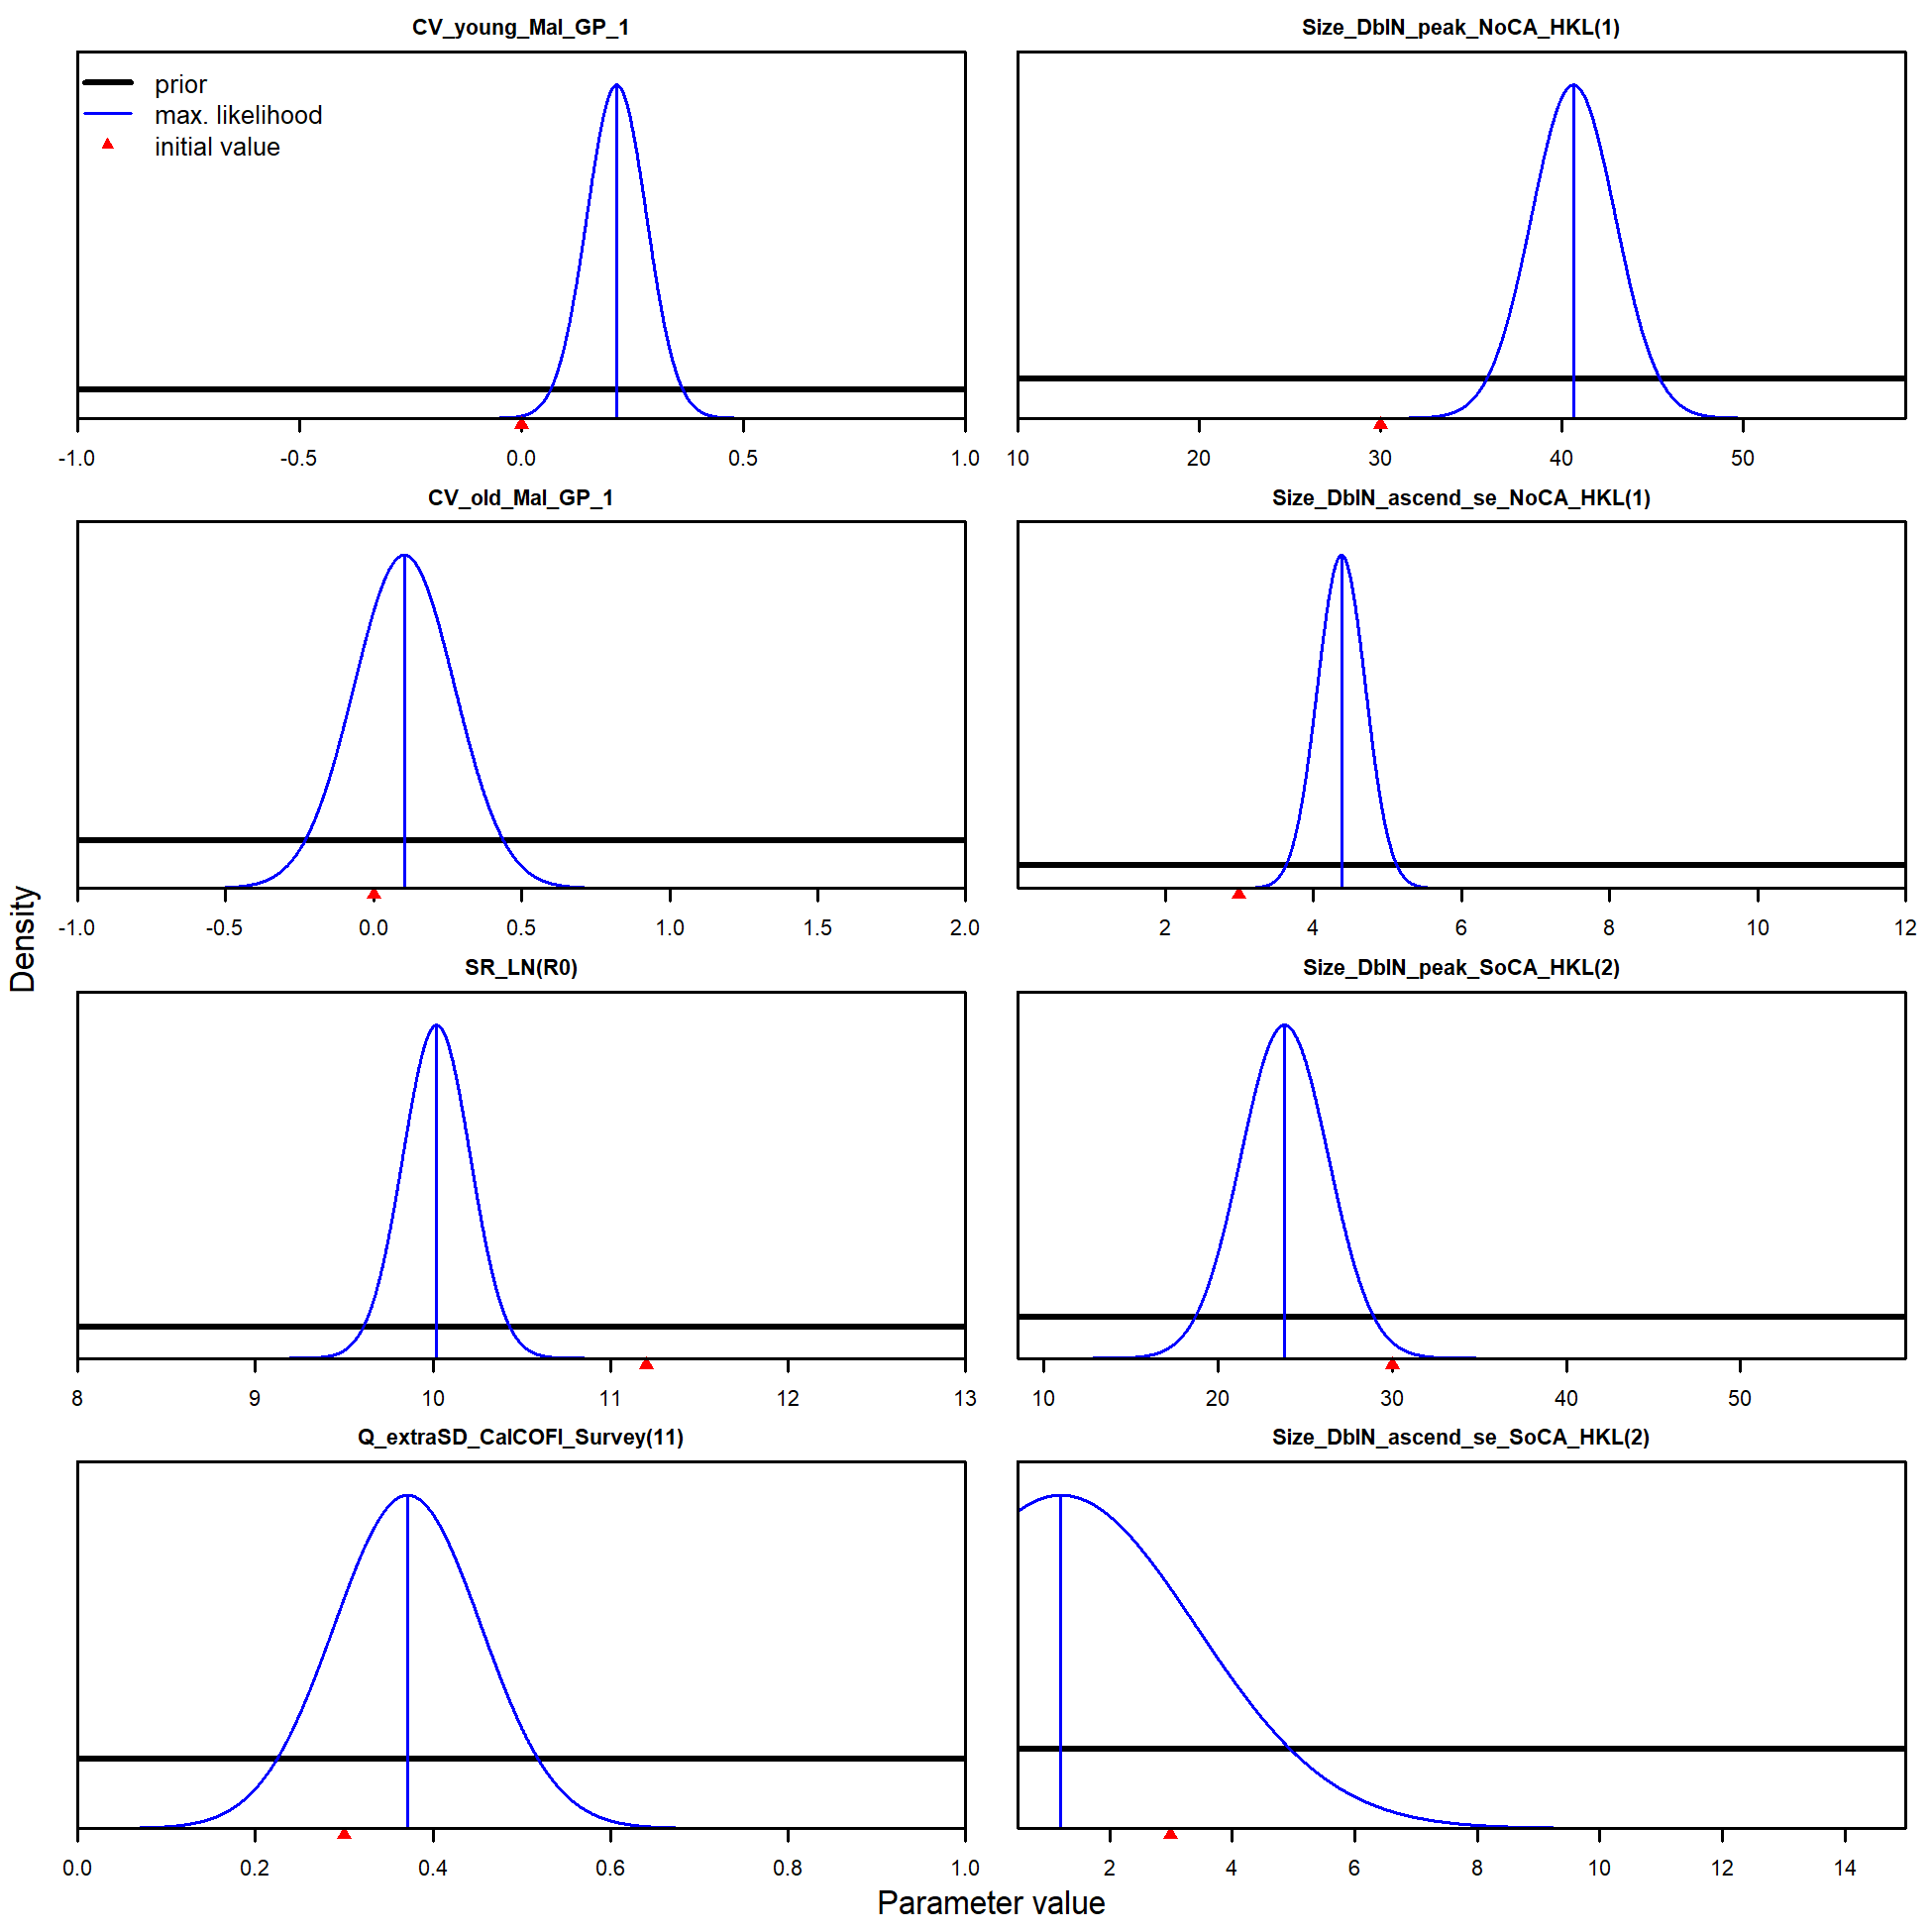 CV_young_Mal_GP_1
prior
max. likelihood
initial value
-1.0 -0.5 0.0 0.5 1.0
Size_DblN_peak_NoCA_HKL(1)
10 20 30 40 50
CV_old_Mal_GP_1
-1.0 -0.5 0.0 0.5 1.0 1.5 2.0
Size_DblN_ascend_se_NoCA_HKL(1)
2 4 6 8 10 12
SR_LN(R0)
8 9 10 11 12 13
Size_DblN_peak_SoCA_HKL(2)
10 20 30 40 50
Q_extraSD_CalCOFI_Survey(11)
0.0 0.2 0.4 0.6 0.8 1.0
Size_DblN_ascend_se_SoCA_HKL(2)
2 4 6 8 10 12 14
Density
Parameter value